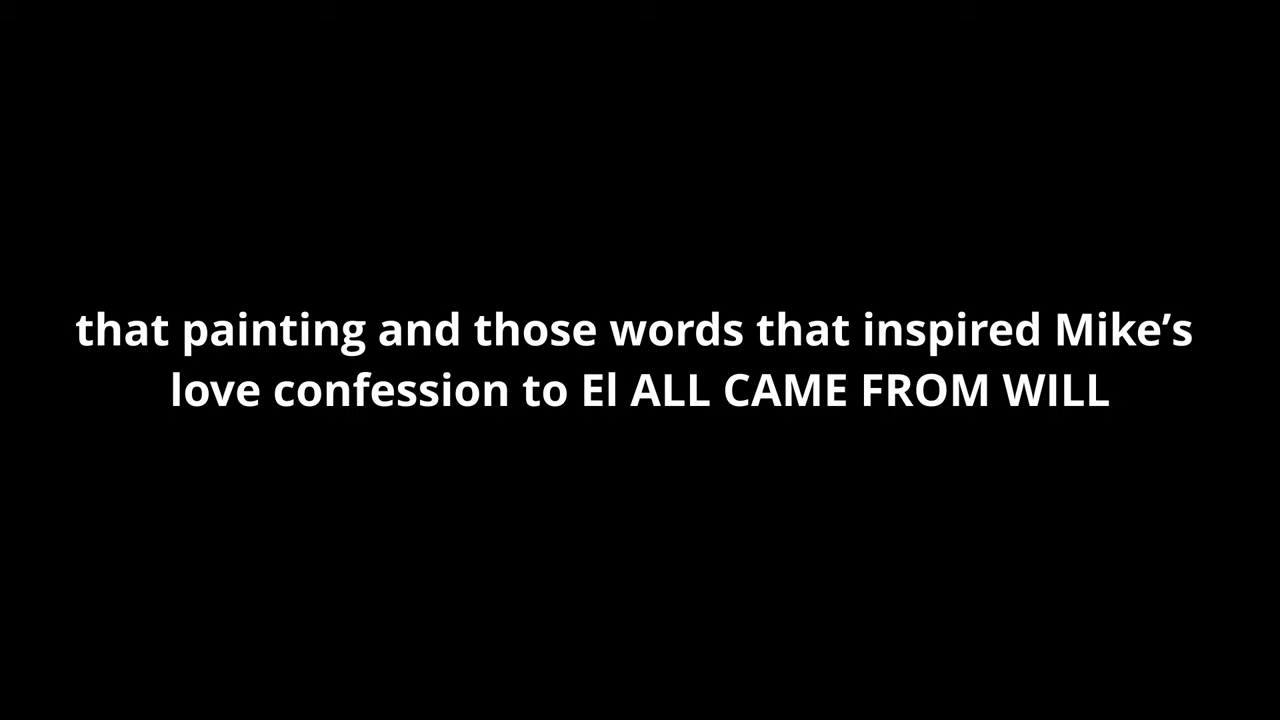 that painting and those words that inspired Mike’s
love confession to El ALL CAME FROM WILL